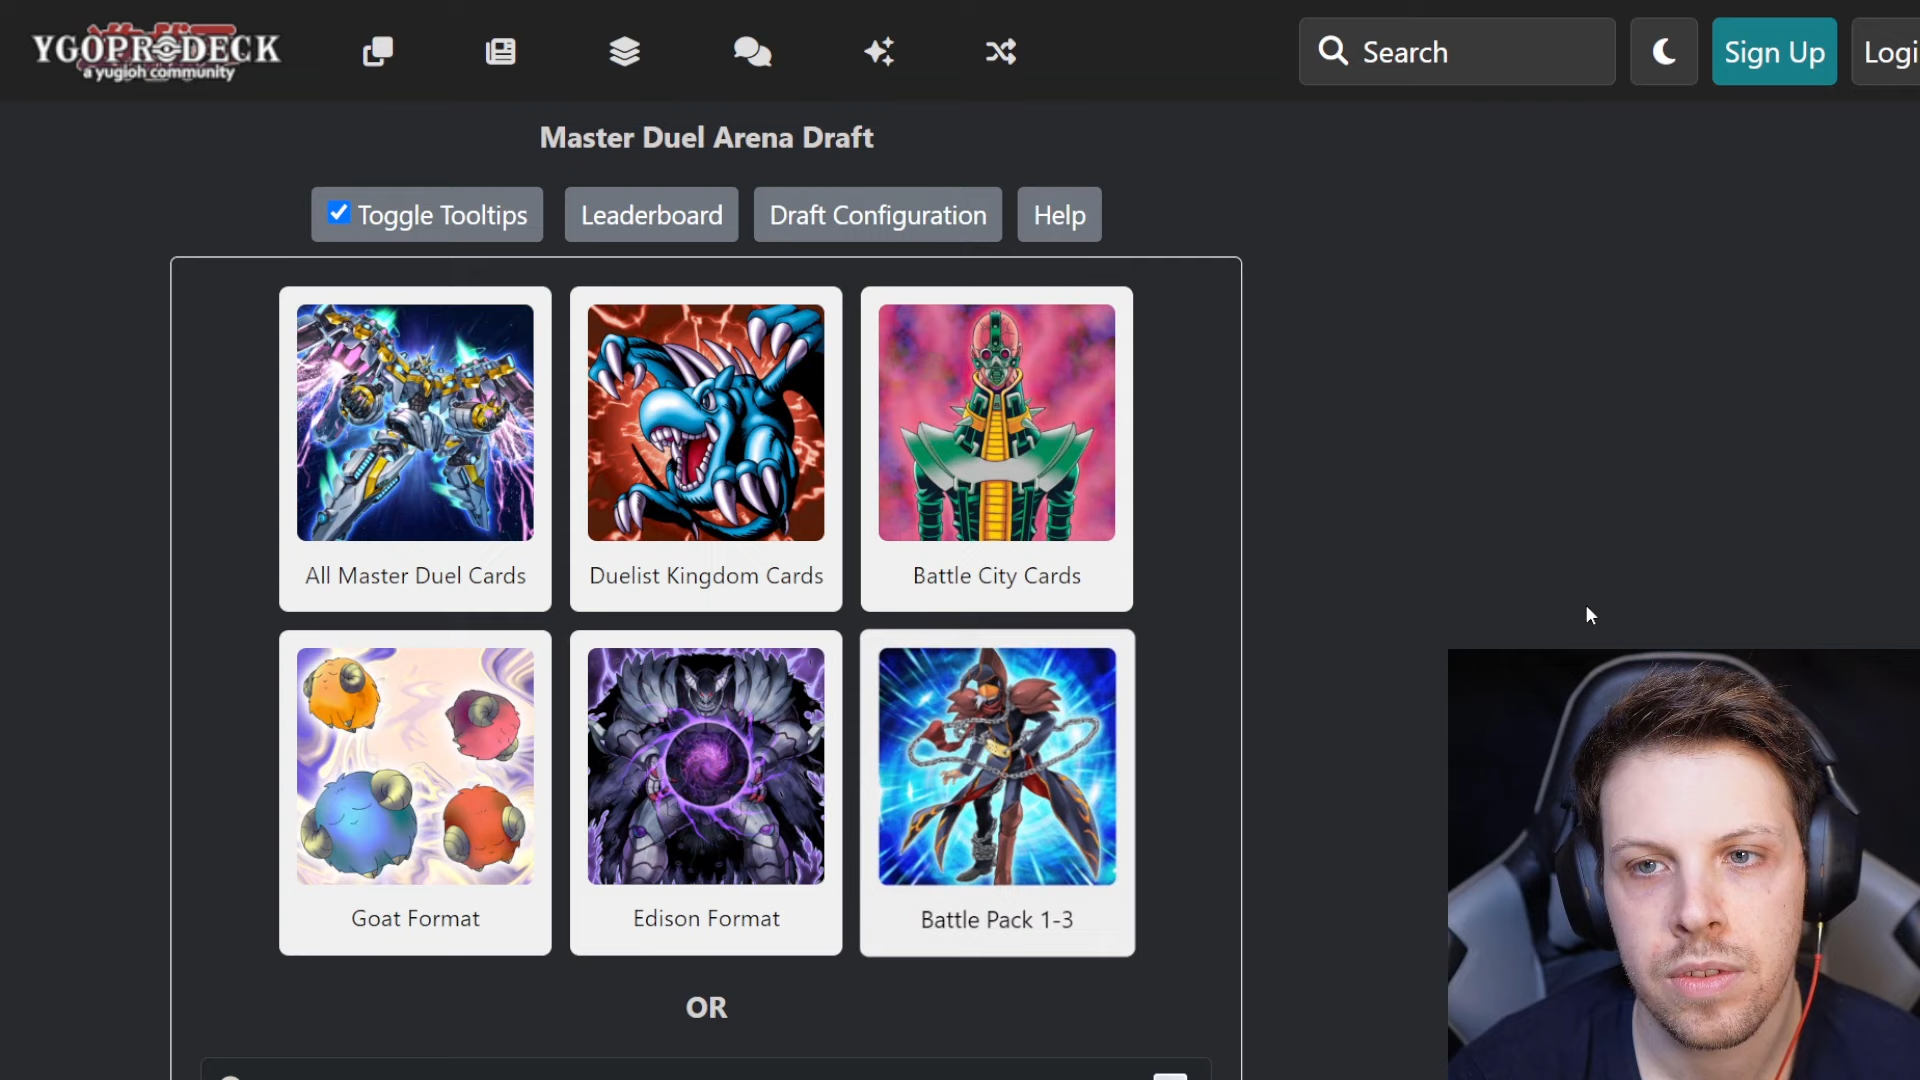 YGOPRODECK
a yugioh community
Search
Sign Up
Logi
Master Duel Arena Draft
Toggle Tooltips
Leaderboard
Draft Configuration
Help
All Master Duel Cards
Duelist Kingdom Cards
Battle City Cards
Goat Format
Edison Format
Battle Pack 1-3
OR